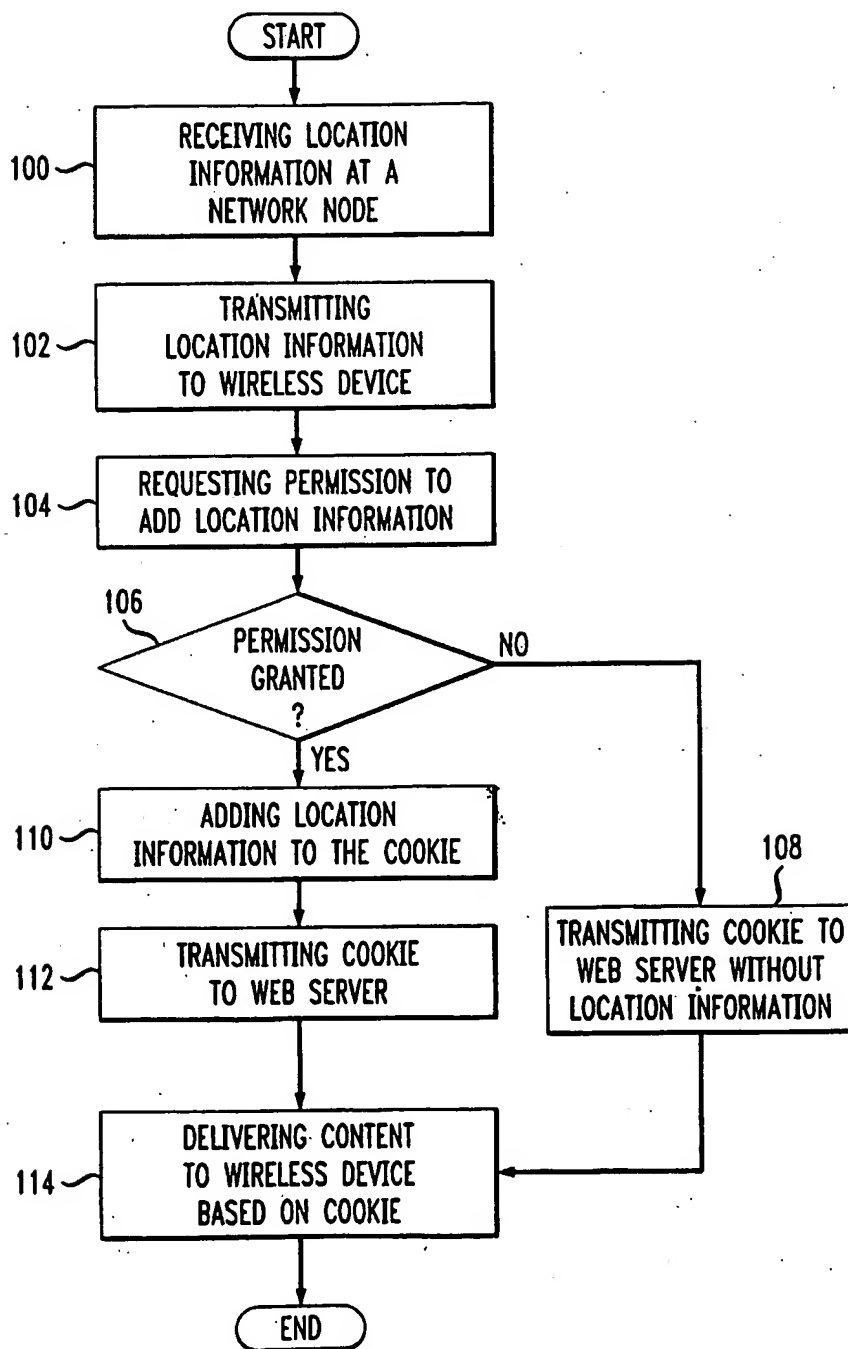 START
100
RECEIVING LOCATION
INFORMATION AT A
NETWORK NODE
102
TRANSMITTING
LOCATION INFORMATION
TO WIRELESS DEVICE
104
REQUESTING PERMISSION TO
ADD LOCATION INFORMATION
106
PERMISSION
GRANTED
?
NO
YES
110
ADDING LOCATION
INFORMATION TO THE COOKIE
108
TRANSMITTING COOKIE TO
WEB SERVER WITHOUT
LOCATION INFORMATION
112
TRANSMITTING COOKIE
TO WEB SERVER
114
DELIVERING CONTENT
TO WIRELESS DEVICE
BASED ON COOKIE
END